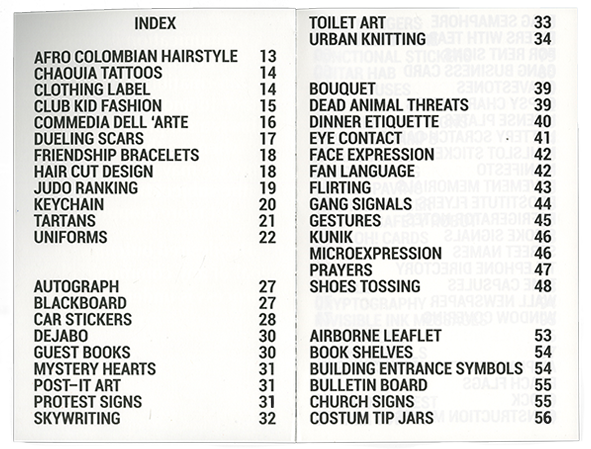 INDEX
AFRO COLOMBIAN HAIRSTYLE 13
CHAOUIA TATTOOS 14
CLOTHING LABEL 14
CLUB KID FASHION 15
COMMEDIA DELL 'ARTE 16
DUELING SCARS 17
FRIENDSHIP BRACELETS 18
HAIR CUT DESIGN 18
JUDO RANKING 19
KEYCHAIN 20
TARTANS 21
UNIFORMS 22
AUTOGRAPH 27
BLACKBOARD 27
CAR STICKERS 28
DEJABO 30
GUEST BOOKS 30
MYSTERY HEARTS 31
POST-IT ART 31
PROTEST SIGNS 31
SKYWRITING 32
TOILET ART 33
URBAN KNITTING 34
BOUQUET 39
DEAD ANIMAL THREATS 39
DINNER ETIQUETTE 40
EYE CONTACT 41
FACE EXPRESSION 42
FAN LANGUAGE 42
FLIRTING 43
GANG SIGNALS 44
GESTURES 45
KUNIK 46
MICROEXPRESSION 46
PRAYERS 47
SHOES TOSSING 48
AIRBORNE LEAFLET 53
BOOK SHELVES 54
BUILDING ENTRANCE SYMBOLS 54
BULLETIN BOARD 55
CHURCH SIGNS 55
COSTUM TIP JARS 56